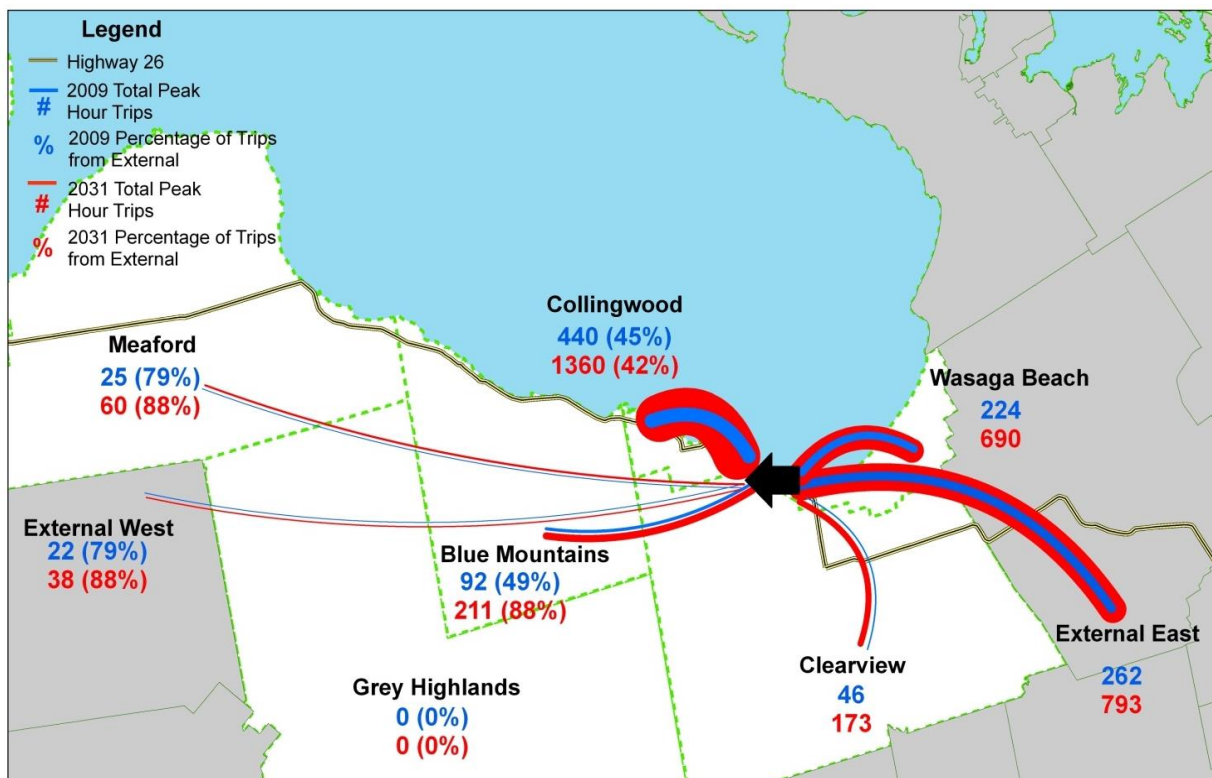 Legend
Highway 26
2009 Total Peak
# Hour Trips
% 2009 Percentage of Trips
from External
2031 Total Peak
# Hour Trips
% 2031 Percentage of Trips
from External
Collingwood
440 (45%)
1360 (42%)
Meaford
25 (79%)
60 (88%)
Wasaga Beach
224
690
External West
22 (79%)
38 (88%)
Blue Mountains
92 (49%)
211 (88%)
Clearview
46
173
External East
262
793
Grey Highlands
0 (0%)
0 (0%)